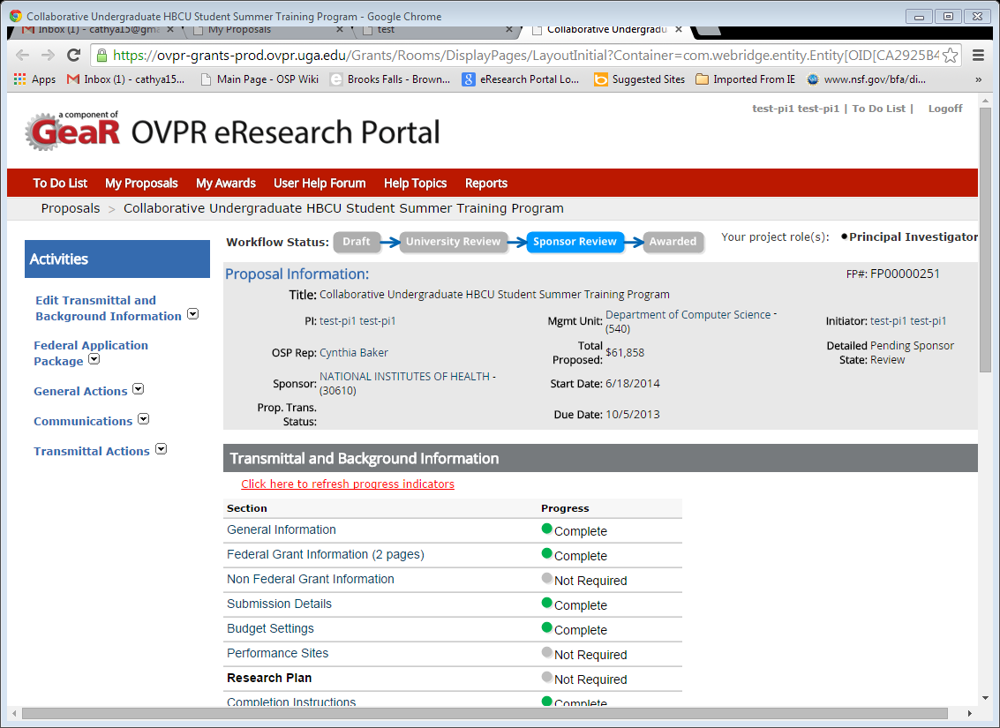 Collaborative Undergraduate HBCU Student Summer Training Program - Google Chrome
Inbox (1) - cathya15@gma
My Proposals
test
Collaborative Undergradu
https://ovpr-grants-prod.ovpr.uga.edu/Grants/Rooms/DisplayPages/LayoutInitial?Container=com.webridge.entity.Entity[OID[CA2925B4
Apps Inbox (1) - cathya15... Main Page - OSP Wiki Brooks Falls - Brown... eResearch Portal Lo... Suggested Sites Imported From IE www.nsf.gov/bfa/di... »
test-pi1 test-pi1 | To Do List | Logoff
a component of
GeaR OVPR eResearch Portal
To Do List My Proposals My Awards User Help Forum Help Topics Reports
Proposals > Collaborative Undergraduate HBCU Student Summer Training Program
Activities
Edit Transmittal and
Background Information
Federal Application
Package
General Actions
Communications
Transmittal Actions
Workflow Status: Draft University Review Sponsor Review Awarded
Your project role(s): •Principal Investigator
Proposal Information:
FP#: FP00000251
Title: Collaborative Undergraduate HBCU Student Summer Training Program
PI: test-pi1 test-pi1
Mgmt Unit: Department of Computer Science -
(540)
Initiator: test-pi1 test-pi1
OSP Rep: Cynthia Baker
Total
Proposed: $61,858
Detailed Pending Sponsor
State: Review
Sponsor: NATIONAL INSTITUTES OF HEALTH -
(30610)
Start Date: 6/18/2014
Prop. Trans.
Status:
Due Date: 10/5/2013
Transmittal and Background Information
Click here to refresh progress indicators
Section Progress
General Information Complete
Federal Grant Information (2 pages) Complete
Non Federal Grant Information Not Required
Submission Details Complete
Budget Settings Complete
Performance Sites Not Required
Research Plan Not Required
Completion Instructions Complete